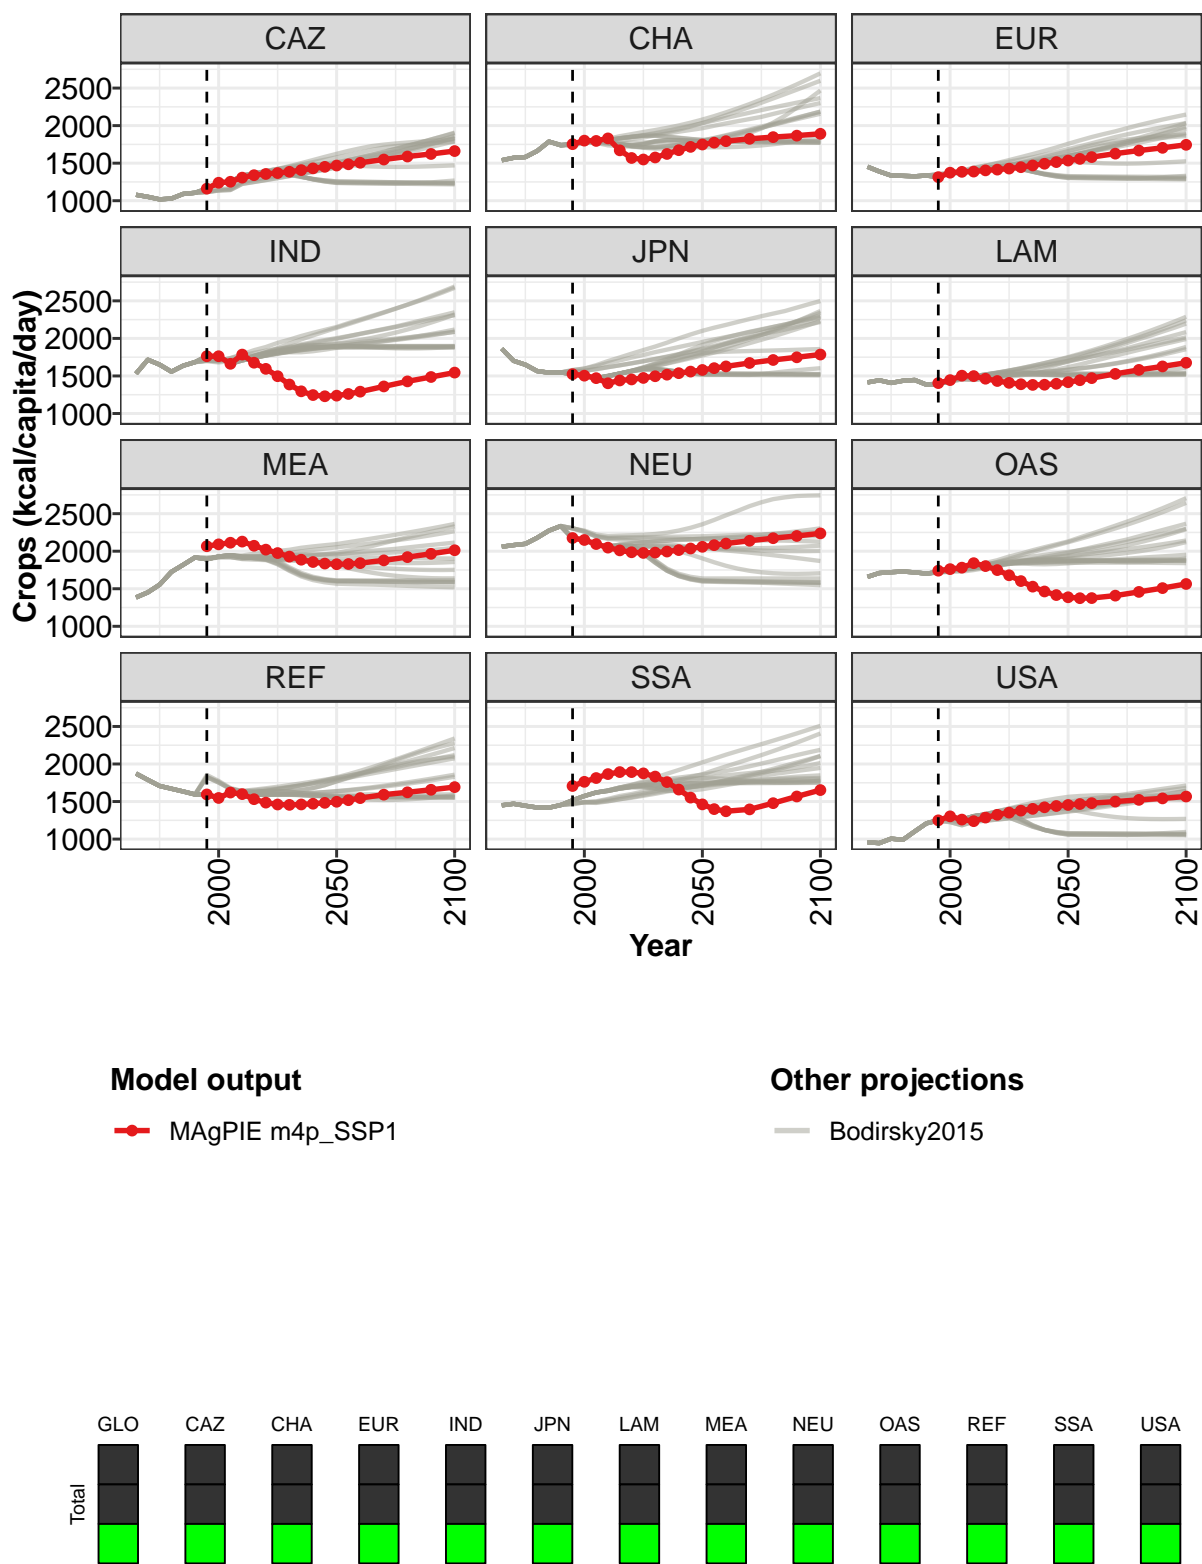 CAZ CHA EUR
2500
2000
1500
1000
IND JPN LAM
2500
2000
1500
1000
MEA NEU OAS
2500
2000
1500
1000
REF SSA USA
2500
2000
1500
1000
Crops (kcal/capita/day)
2000 2050 2100 2000 2050 2100 2000 2050 2100
Year
Model output Other projections
MAgPIE m4p_SSP1 Bodirsky2015
GLO CAZ CHA EUR IND JPN LAM MEA NEU OAS REF SSA USA
Total